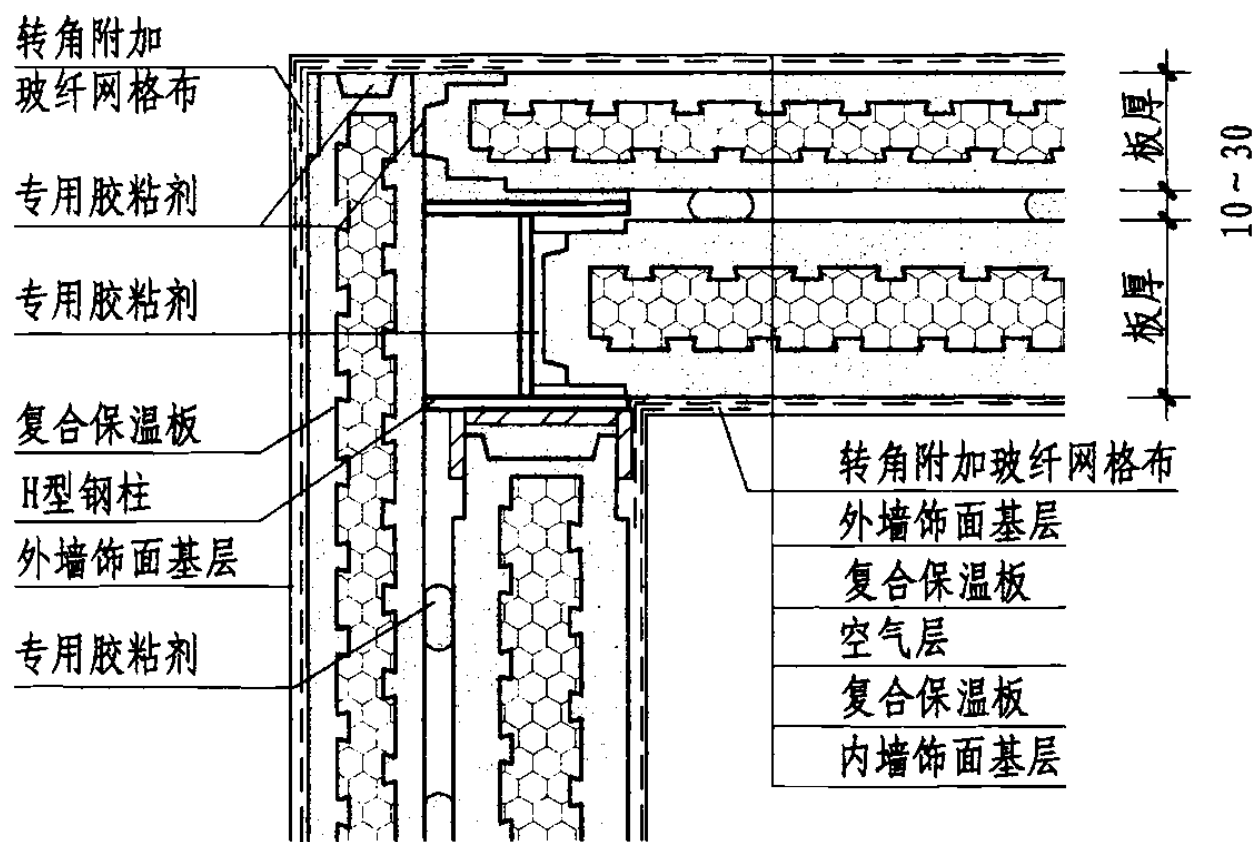 转角附加
玻纤网格布
专用胶粘剂
专用胶粘剂
复合保温板
H型钢柱
外墙饰面基层
专用胶粘剂
板厚
10~30
板厚
转角附加玻纤网格布
外墙饰面基层
复合保温板
空气层
复合保温板
内墙饰面基层